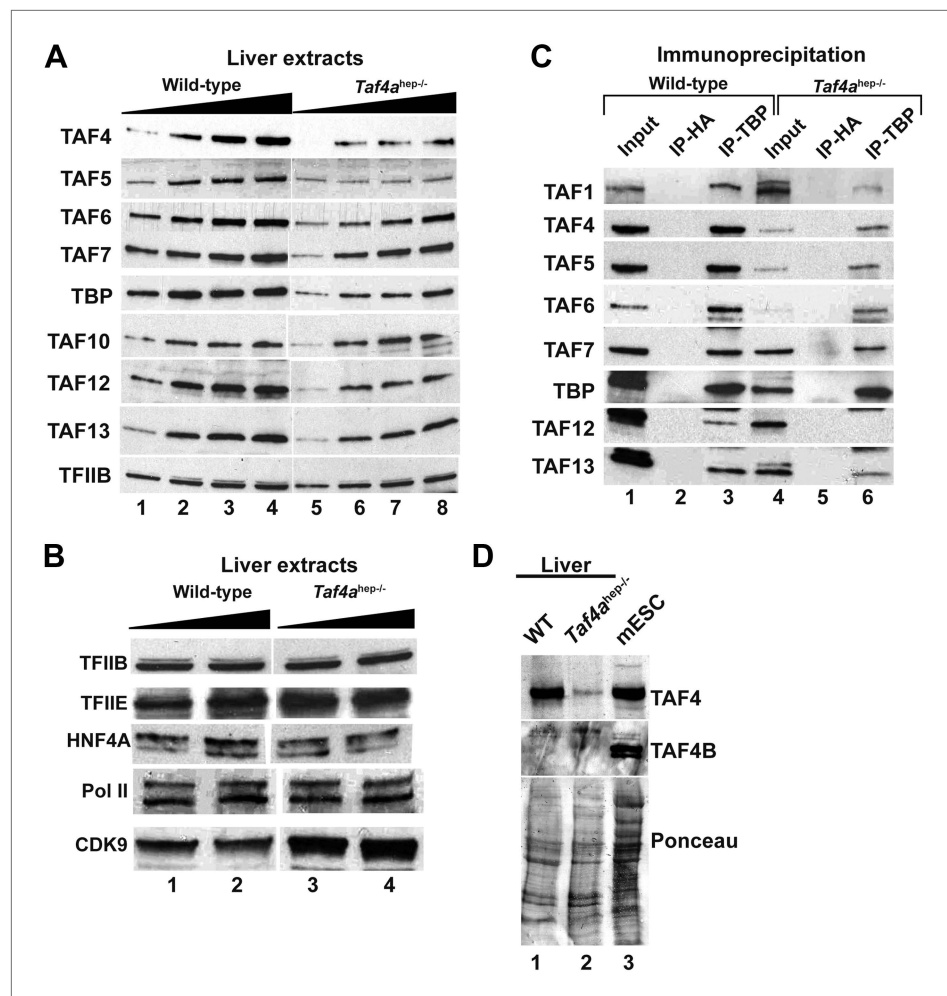 A
Liver extracts
Wild-type Taf4a hep-/-
TAF4
TAF5
TAF6
TAF7
TBP
TAF10
TAF12
TAF13
TFIIB
1 2 3 4 5 6 7 8
B
Liver extracts
Wild-type Taf4a hep-/-
TFIIB
TFIIE
HNF4A
Pol II
CDK9
1 2 3 4
C
Immunoprecipitation
Wild-type Taf4a hep-/-
Input IP-HA IP-TBP Input IP-HA IP-TBP
TAF1
TAF4
TAF5
TAF6
TAF7
TBP
TAF12
TAF13
1 2 3 4 5 6
D
Liver
WT Taf4a hep-/- mESC
TAF4
TAF4B
Ponceau
1 2 3